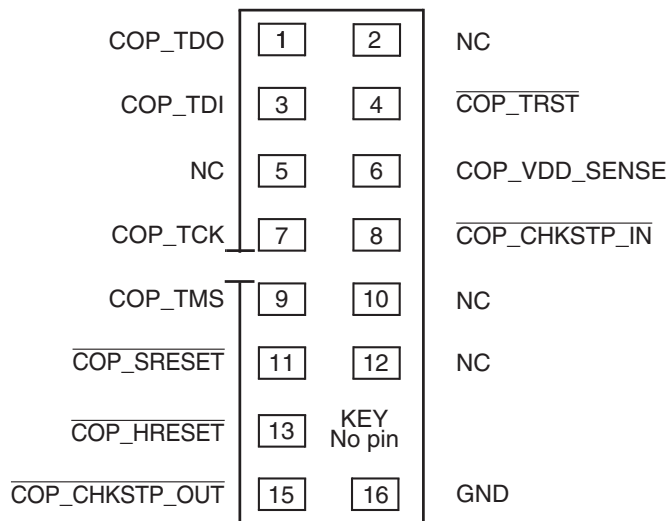 COP_TDO 1 2 NC
COP_TDI 3 4 COP_TRST
NC 5 6 COP_VDD_SENSE
COP_TCK 7 8 COP_CHKSTP_IN
COP_TMS 9 10 NC
COP_SRESET 11 12 NC
COP_HRESET 13 KEY
No pin
COP_CHKSTP_OUT 15 16 GND